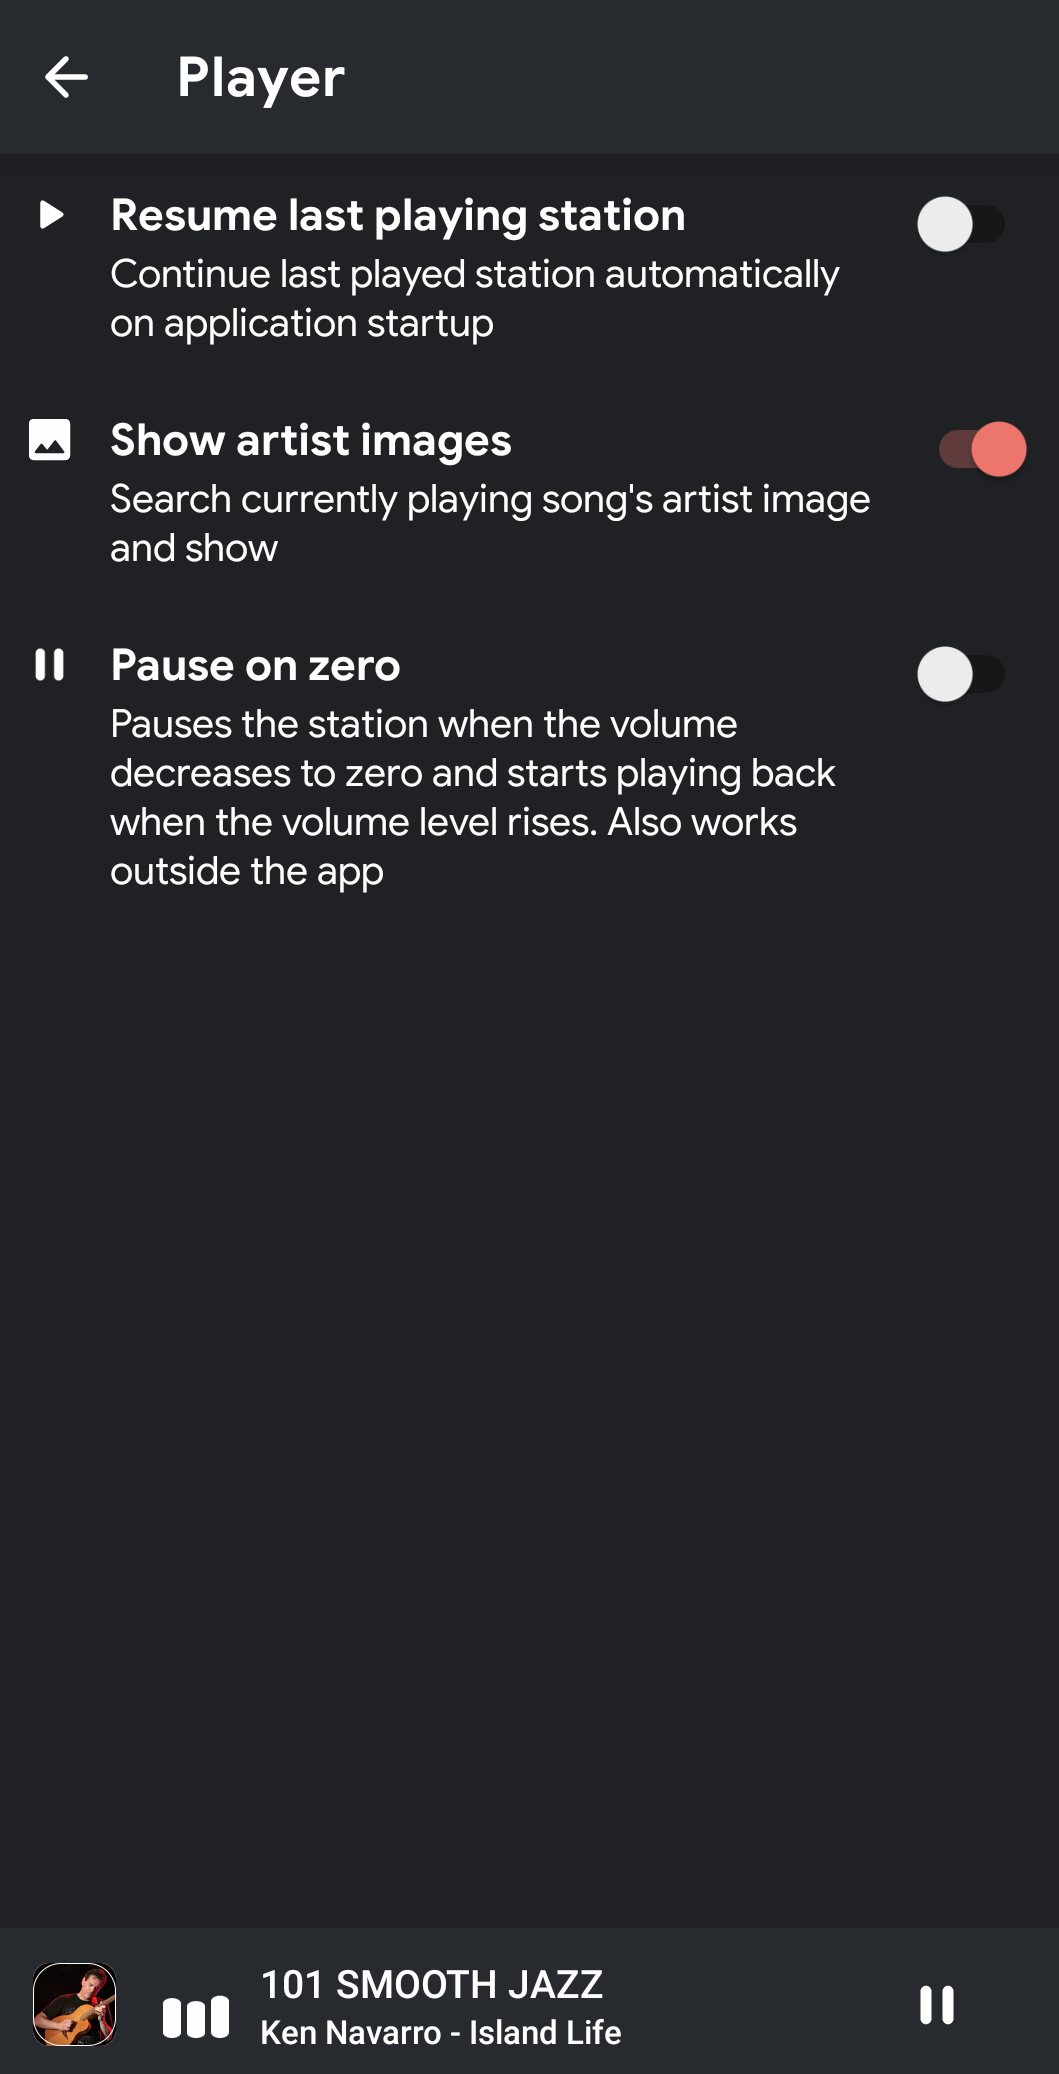 Player
Resume last playing station
Continue last played station automatically
on application startup
Show artist images
Search currently playing song's artist image
and show
Pause on zero
Pauses the station when the volume
decreases to zero and starts playing back
when the volume level rises. Also works
outside the app
101 SMOOTH JAZZ
Ken Navarro - Island Life